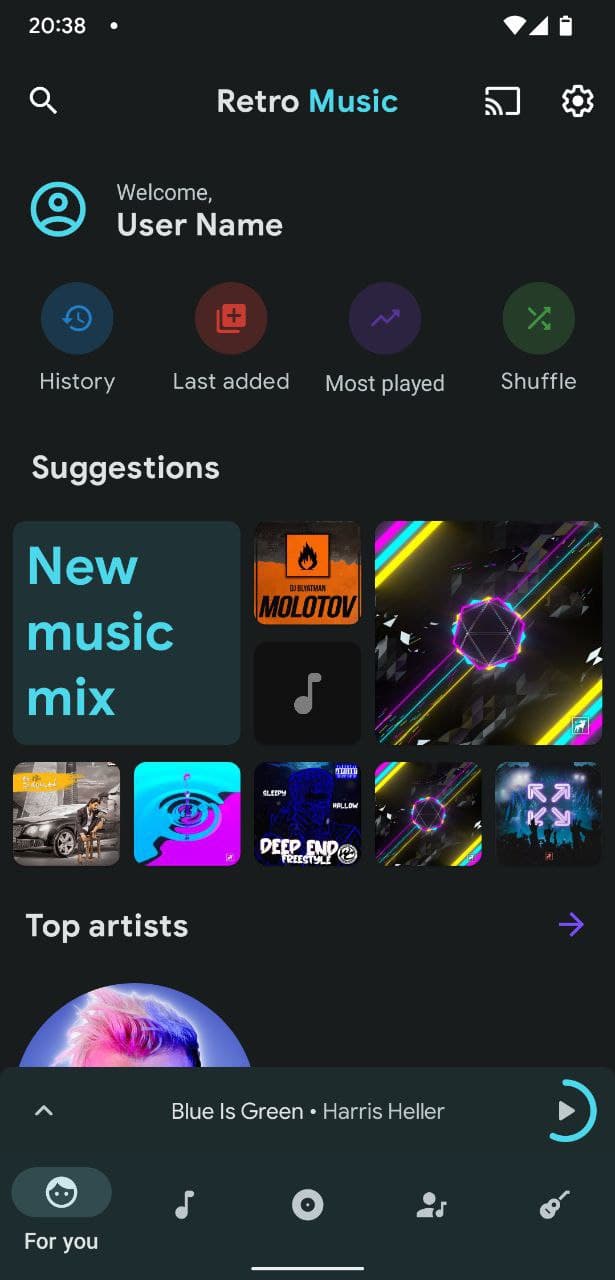 20:38
Retro Music
Welcome,
User Name
History
Last added
Most played
Shuffle
Suggestions
New
music
mix
DJ BLYATMAN
MOLOTOV
SLEEPY
HALLOW
DEEP END
FREESTYLE
Top artists
Blue Is Green • Harris Heller
For you